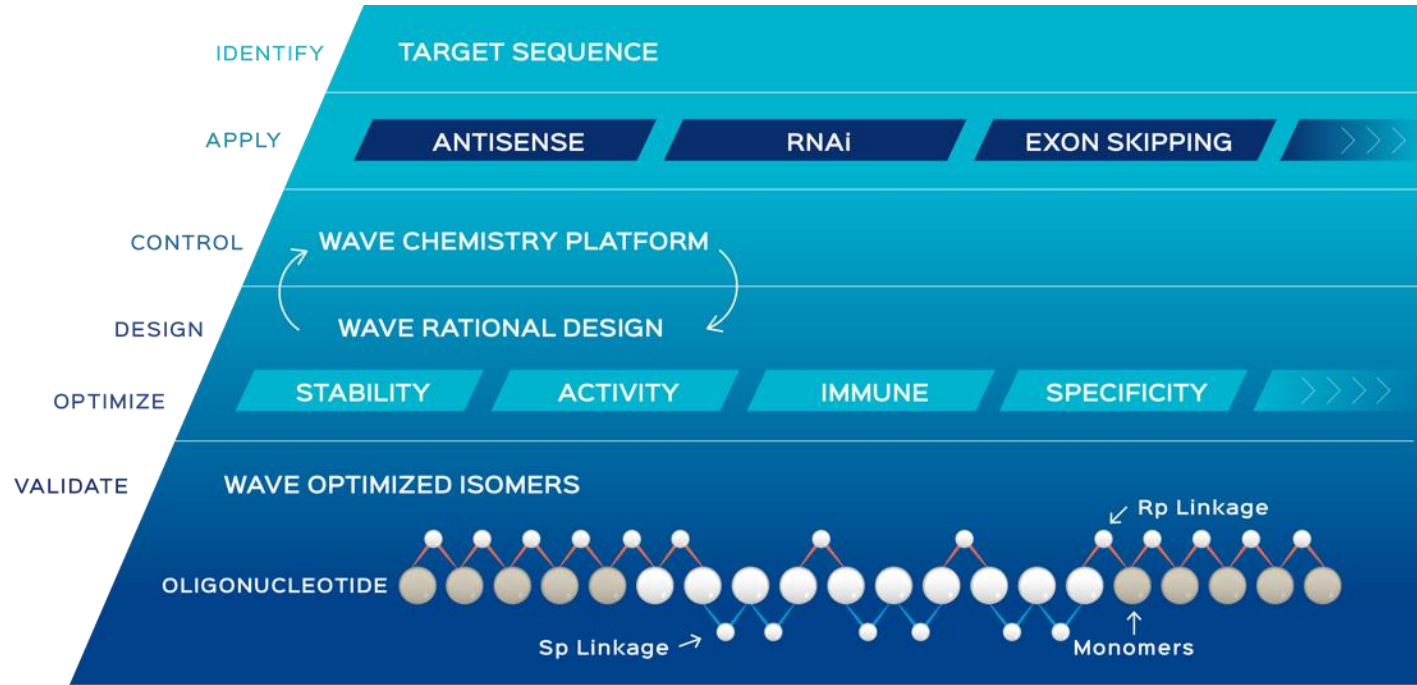 IDENTIFY TARGET SEQUENCE
APPLY ANTISENSE RNAi EXON SKIPPING
CONTROL WAVE CHEMISTRY PLATFORM
DESIGN WAVE RATIONAL DESIGN
OPTIMIZE STABILITY ACTIVITY IMMUNE SPECIFICITY
VALIDATE WAVE OPTIMIZED ISOMERS
Rp Linkage
OLIGONUCLEOTIDE
Sp Linkage
Monomers